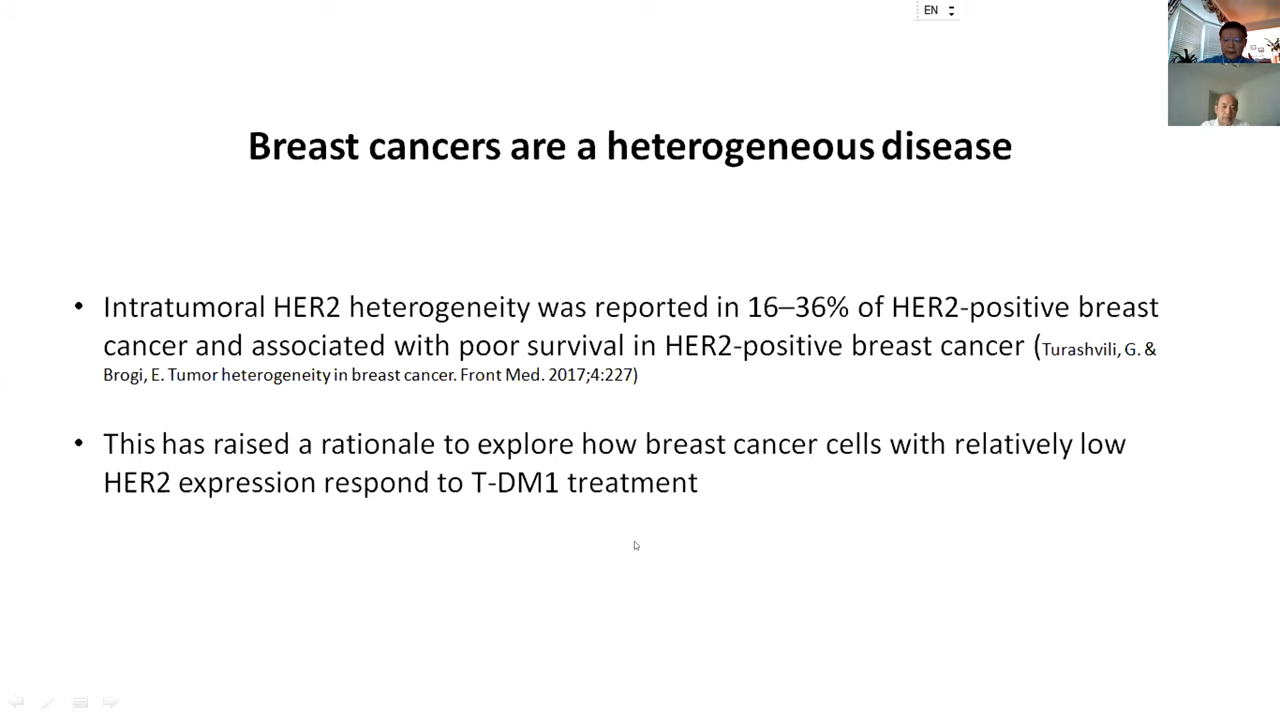 EN
Breast cancers are a heterogeneous disease
• Intratumoral HER2 heterogeneity was reported in 16–36% of HER2-positive breast
cancer and associated with poor survival in HER2-positive breast cancer (Turashvili, G. &
Brogi, E. Tumor heterogeneity in breast cancer. Front Med. 2017;4:227)
• This has raised a rationale to explore how breast cancer cells with relatively low
HER2 expression respond to T-DM1 treatment